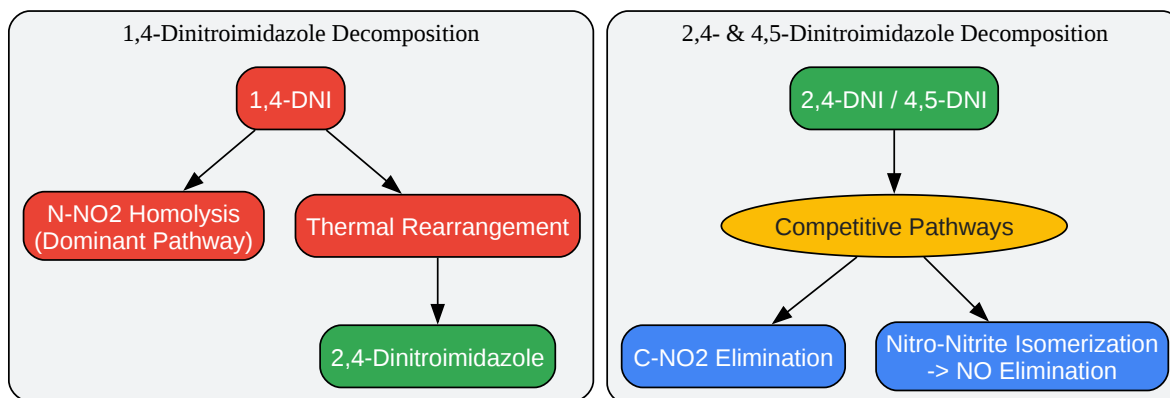 1,4-Dinitroimidazole Decomposition
1,4-DNI
N-NO2 Homolysis
(Dominant Pathway)
Thermal Rearrangement
2,4-Dinitroimidazole
2,4- & 4,5-Dinitroimidazole Decomposition
2,4-DNI / 4,5-DNI
Competitive Pathways
C-NO2 Elimination
Nitro-Nitrite Isomerization
-> NO Elimination